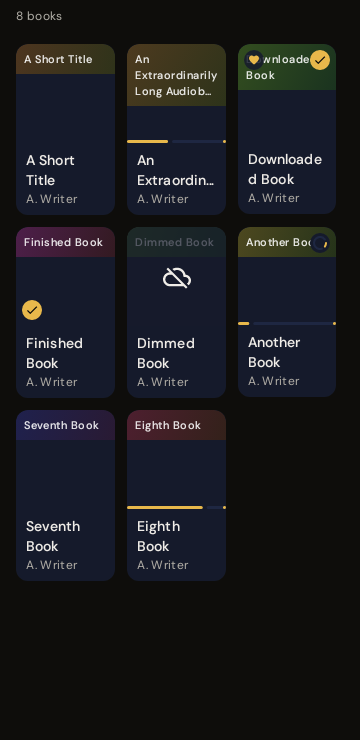 8 books
A Short Title
An
Extraordinarily
Long Audiob…
Book
A Short
Title
A. Writer
An
Extraordin…
A. Writer
Downloade
d Book
A. Writer
Finished Book
Dimmed Book
Another
Finished
Book
A. Writer
Dimmed
Book
A. Writer
Another
Book
A. Writer
Seventh Book
Eighth Book
Seventh
Book
A. Writer
Eighth
Book
A. Writer